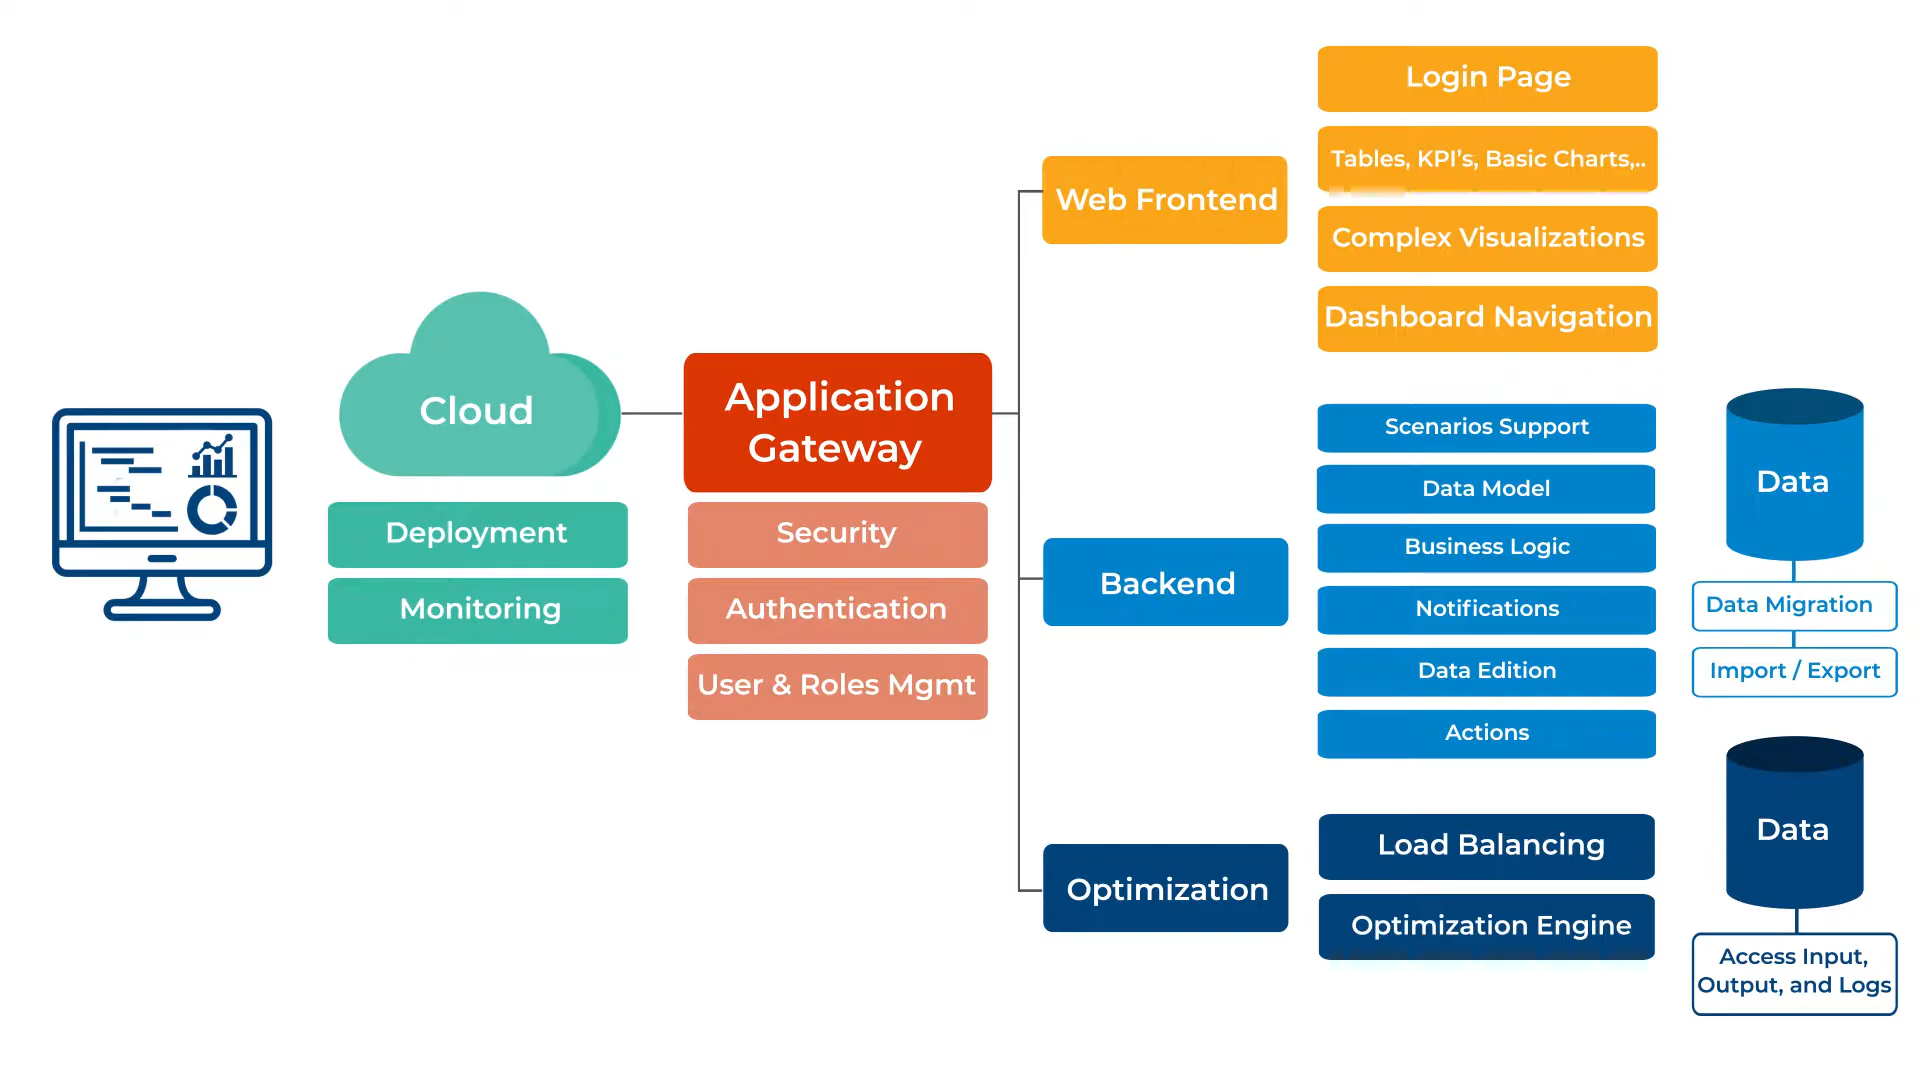 Cloud
Deployment
Monitoring
Application
Gateway
Security
Authentication
User & Roles Mgmt
Web Frontend
Login Page
Tables, KPI's, Basic Charts,..
Complex Visualizations
Dashboard Navigation
Backend
Scenarios Support
Data Model
Business Logic
Notifications
Data Edition
Actions
Data
Data Migration
Import / Export
Optimization
Load Balancing
Optimization Engine
Data
Access Input,
Output, and Logs